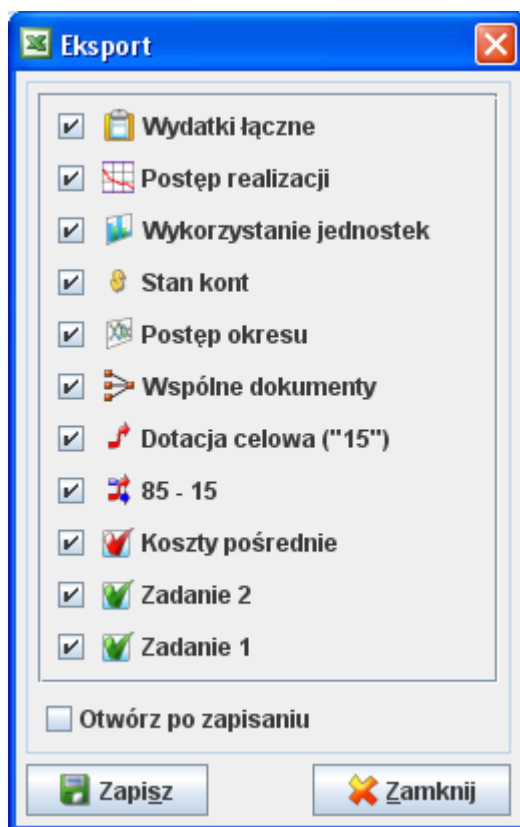 Eksport
Wydatki łączne
Postęp realizacji
Wykorzystanie jednostek
Stan kont
Postęp okresu
Wspólne dokumenty
Dotacja celowa ("15")
85 - 15
Koszty pośrednie
Zadanie 2
Zadanie 1
Otwórz po zapisaniu
Zapisz
Zamknij